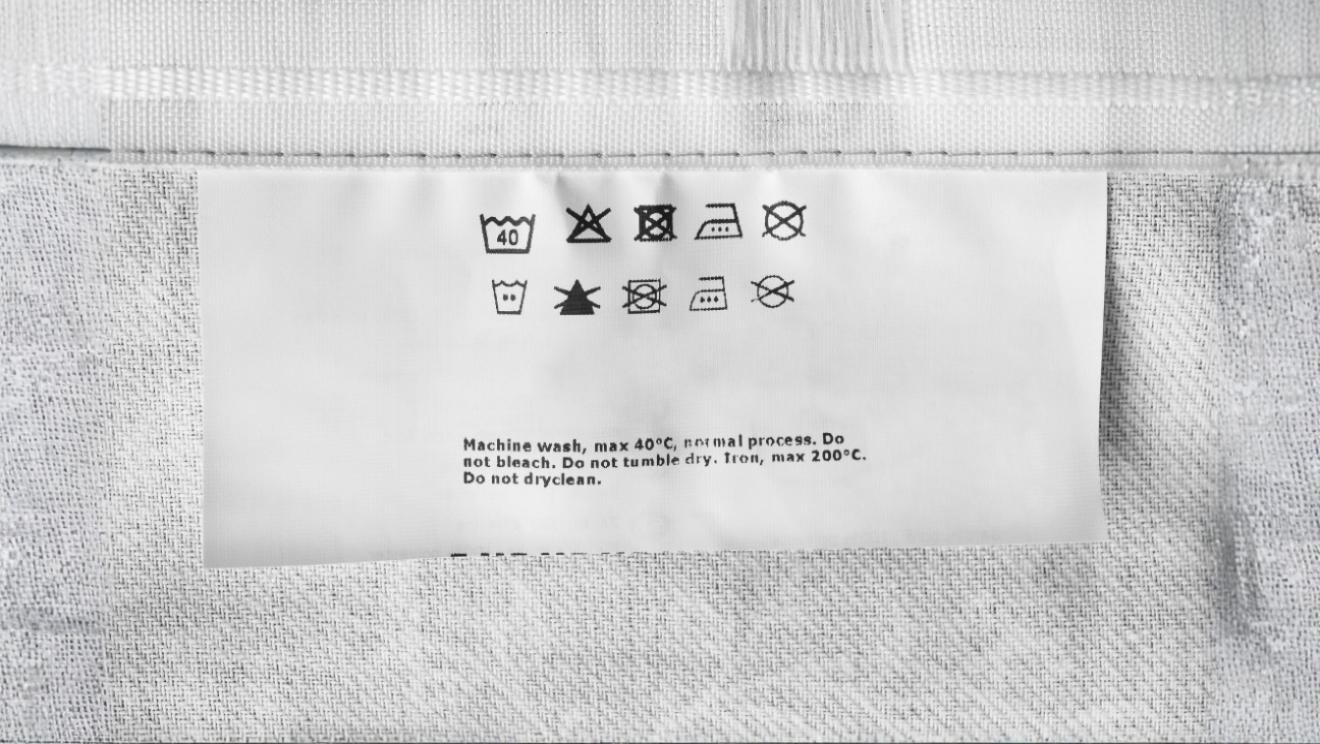 40
Machine wash, max 40°C, normal process. Do
not bleach. Do not tumble dry. Iron, max 200°C.
Do not dryclean.